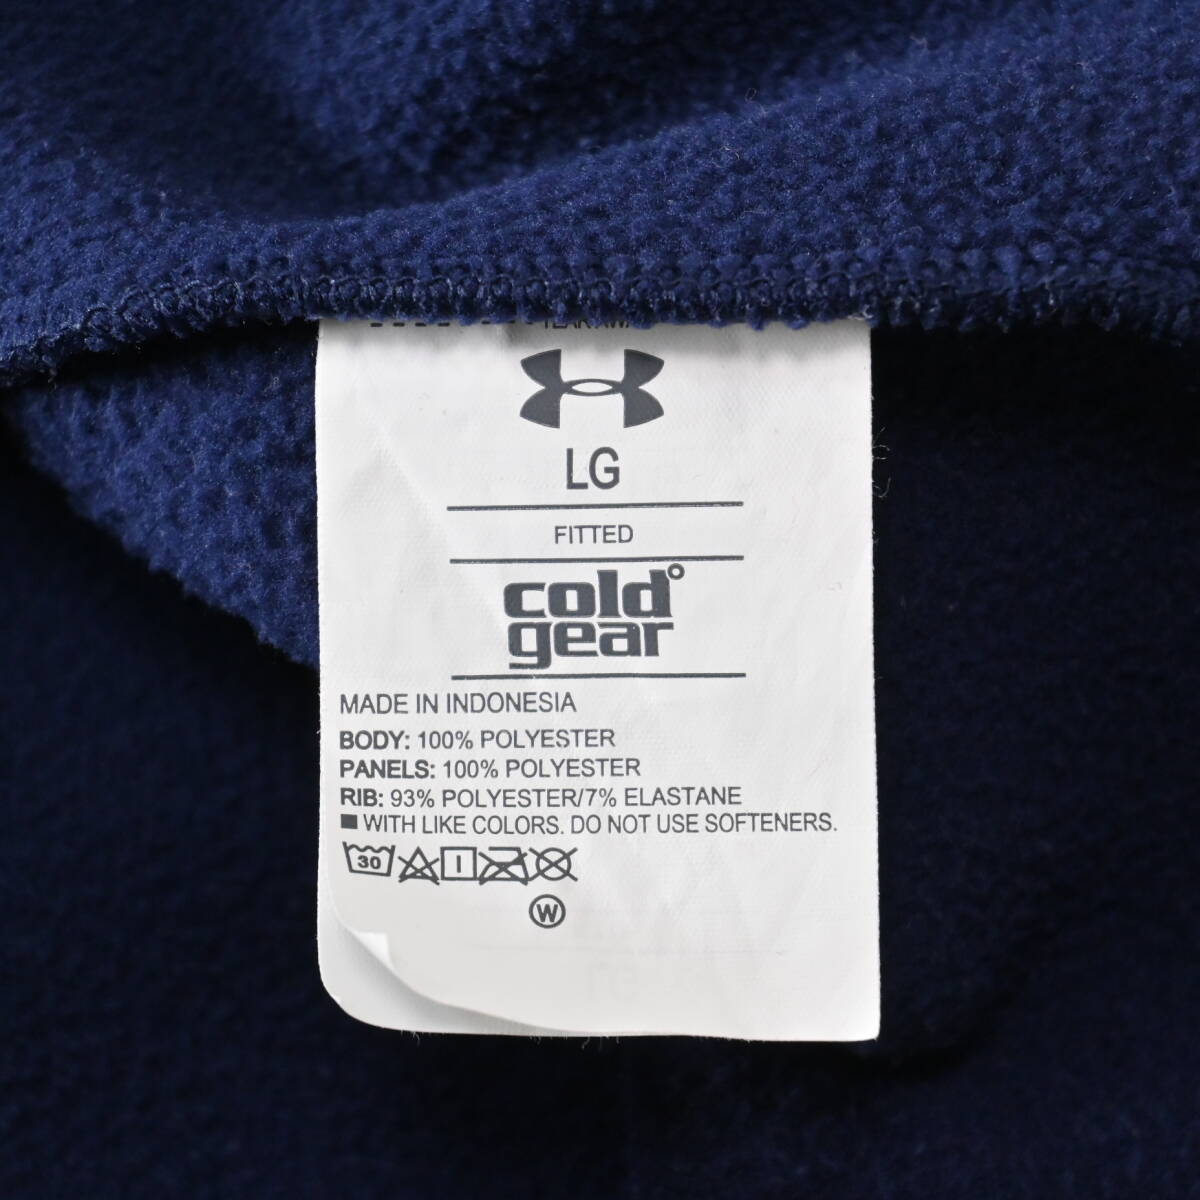 LG
FITTED
cold°
gear
MADE IN INDONESIA
BODY: 100% POLYESTER
PANELS: 100% POLYESTER
RIB: 93% POLYESTER/7% ELASTANE
■ WITH LIKE COLORS. DO NOT USE SOFTENERS.
30
W